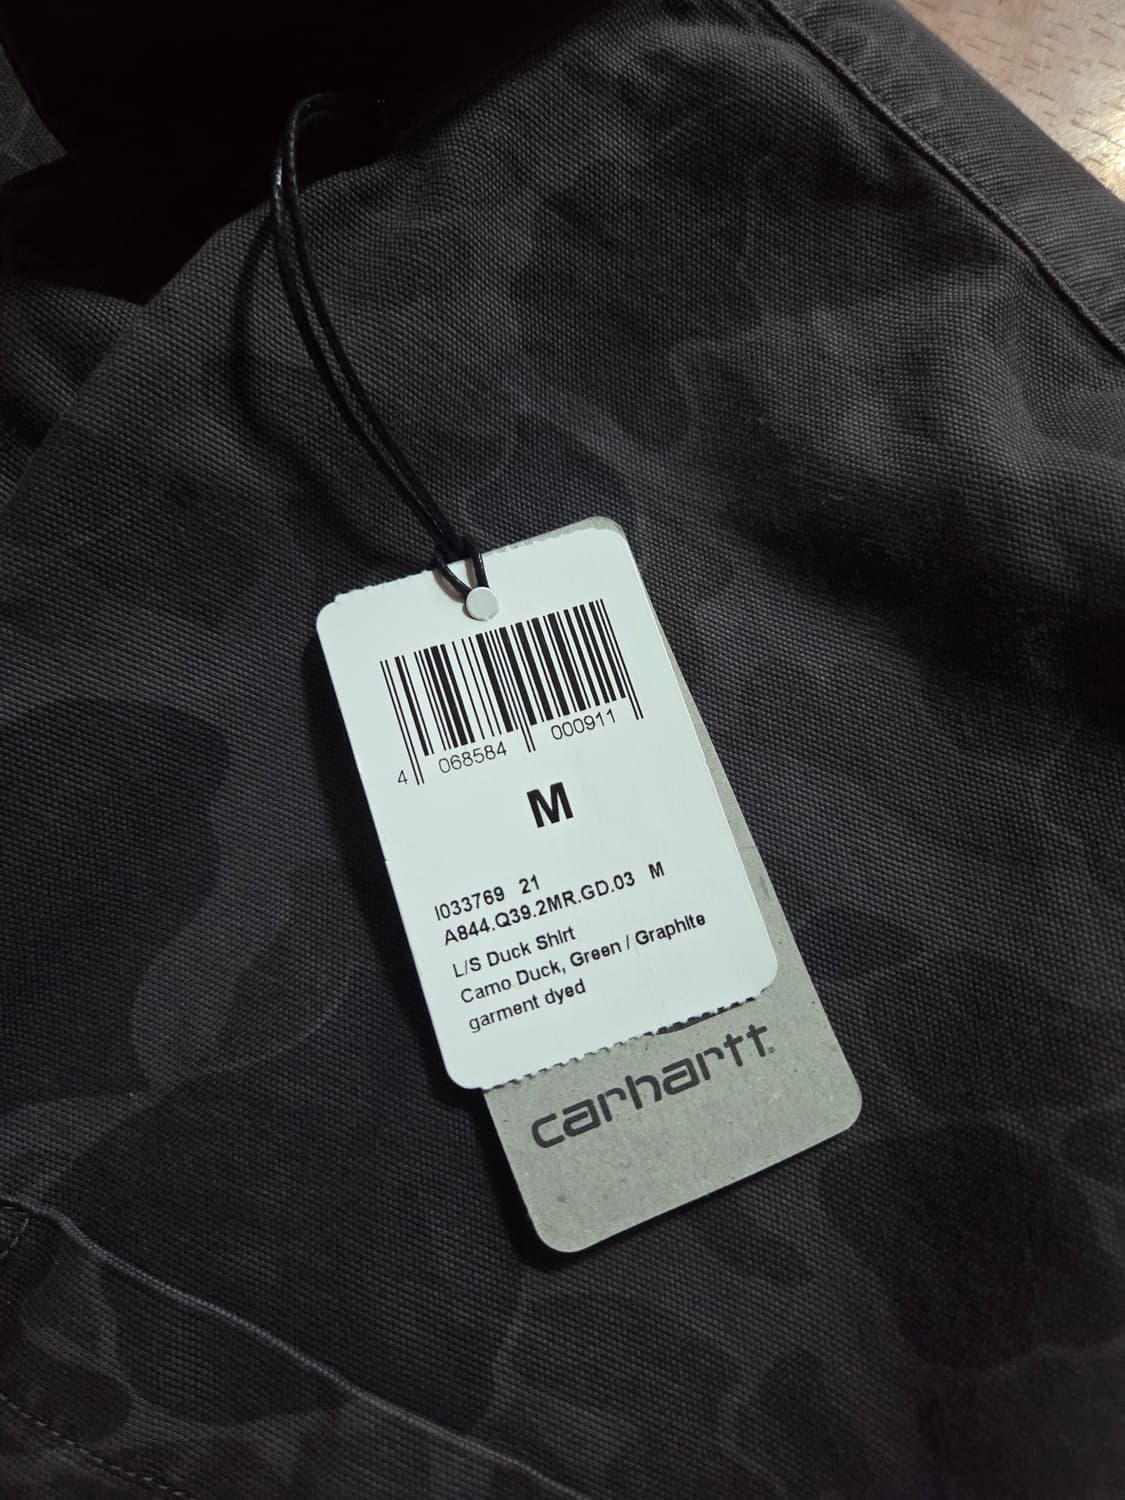 4 068584 000911
M
I033769 21
A844.Q39.2MR.GD.03 M
L/S Duck Shirt
Camo Duck, Green / Graphite
garment dyed
carhartt.